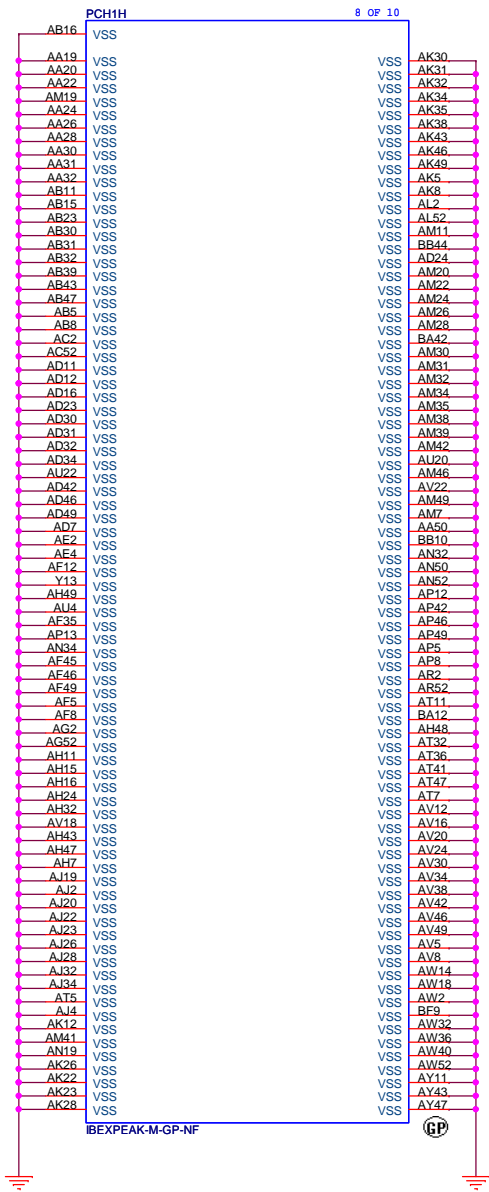 PCH1H 8 OF 10
AB16 VSS
AA19 VSS VSS AK30
AA20 VSS VSS AK31
AA22 VSS VSS AK32
AM19 VSS VSS AK34
AA24 VSS VSS AK35
AA26 VSS VSS AK38
AA28 VSS VSS AK43
AA30 VSS VSS AK46
AA31 VSS VSS AK49
AA32 VSS VSS AK5
AB11 VSS VSS AK8
AB15 VSS VSS AL2
AB23 VSS VSS AL52
AB30 VSS VSS AM11
AB31 VSS VSS BB44
AB32 VSS VSS AD24
AB39 VSS VSS AM20
AB43 VSS VSS AM22
AB47 VSS VSS AM24
AB5 VSS VSS AM26
AB8 VSS VSS AM28
AC2 VSS VSS BA42
AC52 VSS VSS AM30
AD11 VSS VSS AM31
AD12 VSS VSS AM32
AD16 VSS VSS AM34
AD23 VSS VSS AM35
AD30 VSS VSS AM38
AD31 VSS VSS AM39
AD32 VSS VSS AM42
AD34 VSS VSS AU20
AU22 VSS VSS AM46
AD42 VSS VSS AV22
AD46 VSS VSS AM49
AD49 VSS VSS AM7
AD7 VSS VSS AA50
AE2 VSS VSS BB10
AE4 VSS VSS AN32
AF12 VSS VSS AN50
Y13 VSS VSS AN52
AH49 VSS VSS AP12
AU4 VSS VSS AP42
AF35 VSS VSS AP46
AP13 VSS VSS AP49
AN34 VSS VSS AP5
AF45 VSS VSS AP8
AF46 VSS VSS AR2
AF49 VSS VSS AR52
AF5 VSS VSS AT11
AF8 VSS VSS BA12
AG2 VSS VSS AH48
AG52 VSS VSS AT32
AH11 VSS VSS AT36
AH15 VSS VSS AT41
AH16 VSS VSS AT47
AH24 VSS VSS AT7
AH32 VSS VSS AV12
AV18 VSS VSS AV16
AH43 VSS VSS AV20
AH47 VSS VSS AV24
AH7 VSS VSS AV30
AJ19 VSS VSS AV34
AJ2 VSS VSS AV38
AJ20 VSS VSS AV42
AJ22 VSS VSS AV46
AJ23 VSS VSS AV49
AJ26 VSS VSS AV5
AJ28 VSS VSS AV8
AJ32 VSS VSS AW14
AJ34 VSS VSS AW18
AT5 VSS VSS AW2
AJ4 VSS VSS BF9
AK12 VSS VSS AW32
AM41 VSS VSS AW36
AN19 VSS VSS AW40
AK26 VSS VSS AW52
AK22 VSS VSS AY11
AK23 VSS VSS AY43
AK28 VSS VSS AY47
IBEXPEAK-M-GP-NF GP